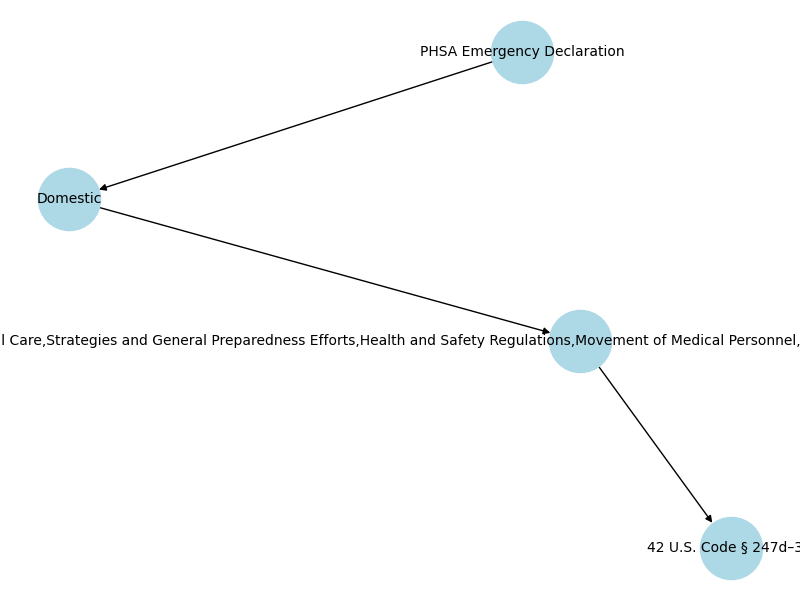 PHSA Emergency Declaration
Domestic
l Care,Strategies and General Preparedness Efforts,Health and Safety Regulations,Movement of Medical Personnel,
42 U.S. Code § 247d–3